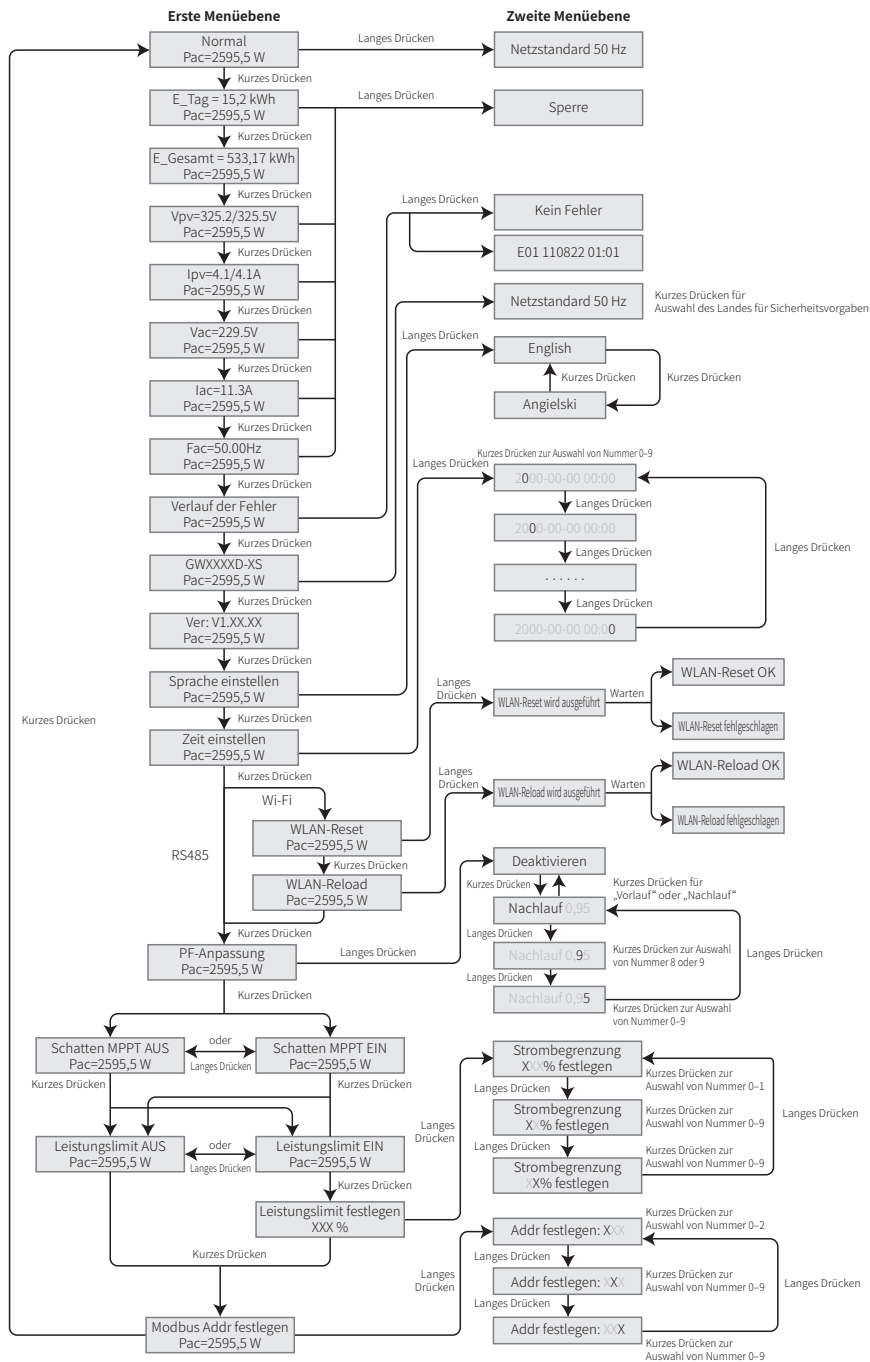 Erste Menüebene
Zweite Menüebene
Normal
Pac=2595,5 W
Langes Drücken
Netzstandard 50 Hz
Kurzes Drücken
E_Tag = 15,2 kWh
Pac=2595,5 W
Langes Drücken
Sperre
Kurzes Drücken
E_Gesamt = 533,17 kWh
Pac=2595,5 W
Kurzes Drücken
Vpv=325.2/325.5V
Pac=2595,5 W
Kurzes Drücken
Ipv=4.1/4.1A
Pac=2595,5 W
Kurzes Drücken
Vac=229.5V
Pac=2595,5 W
Kurzes Drücken
Iac=11.3A
Pac=2595,5 W
Kurzes Drücken
Fac=50.00Hz
Pac=2595,5 W
Kurzes Drücken
Verlauf der Fehler
Pac=2595,5 W
Langes Drücken
Kein Fehler
E01 110822 01:01
Kurzes Drücken
GWXXXXD-XS
Pac=2595,5 W
Netzstandard 50 Hz
Kurzes Drücken für
Auswahl des Landes für Sicherheitsvorgaben
Kurzes Drücken
Ver: V1.XX.XX
Pac=2595,5 W
Kurzes Drücken
Sprache einstellen
Pac=2595,5 W
Langes Drücken
English
Kurzes Drücken
Kurzes Drücken
Angielski
Kurzes Drücken
Zeit einstellen
Pac=2595,5 W
Kurzes Drücken zur Auswahl von Nummer 0–9
Langes Drücken
2000-00-00 00:00
Langes Drücken
2000-00-00 00:00
Langes Drücken
Langes Drücken
. . . . . .
Langes Drücken
2000-00-00 00:00
Kurzes Drücken
Kurzes Drücken
Wi-Fi
RS485
WLAN-Reset
Pac=2595,5 W
Langes
Drücken
WLAN-Reset wird ausgeführt
Warten
WLAN-Reset OK
WLAN-Reset fehlgeschlagen
Kurzes Drücken
WLAN-Reload
Pac=2595,5 W
Langes
Drücken
WLAN-Reload wird ausgeführt
Warten
WLAN-Reload OK
WLAN-Reload fehlgeschlagen
Kurzes Drücken
PF-Anpassung
Pac=2595,5 W
Langes Drücken
Deaktivieren
Kurzes Drücken
Kurzes Drücken für
„Vorlauf“ oder „Nachlauf“
Nachlauf 0,95
Langes Drücken
Nachlauf 0,95
Kurzes Drücken zur Auswahl
von Nummer 8 oder 9
Langes Drücken
Langes Drücken
Nachlauf 0,95
Kurzes Drücken zur Auswahl
von Nummer 0–9
Kurzes Drücken
Schatten MPPT AUS
Pac=2595,5 W
oder
Langes Drücken
Schatten MPPT EIN
Pac=2595,5 W
Kurzes Drücken
Kurzes Drücken
Leistungslimit AUS
Pac=2595,5 W
oder
Langes Drücken
Leistungslimit EIN
Pac=2595,5 W
Kurzes Drücken
Leistungslimit festlegen
XXX %
Langes
Drücken
Strombegrenzung
XXX% festlegen
Kurzes Drücken zur
Auswahl von Nummer 0–1
Langes Drücken
Strombegrenzung
XX% festlegen
Kurzes Drücken zur
Auswahl von Nummer 0–9
Langes Drücken
Langes Drücken
Strombegrenzung
XX% festlegen
Kurzes Drücken zur
Auswahl von Nummer 0–9
Kurzes Drücken
Modbus Addr festlegen
Pac=2595,5 W
Langes
Drücken
Addr festlegen: XXX
Kurzes Drücken zur
Auswahl von Nummer 0–2
Langes Drücken
Addr festlegen: XXX
Kurzes Drücken zur
Auswahl von Nummer 0–9
Langes Drücken
Langes Drücken
Addr festlegen: XXX
Kurzes Drücken zur
Auswahl von Nummer 0–9